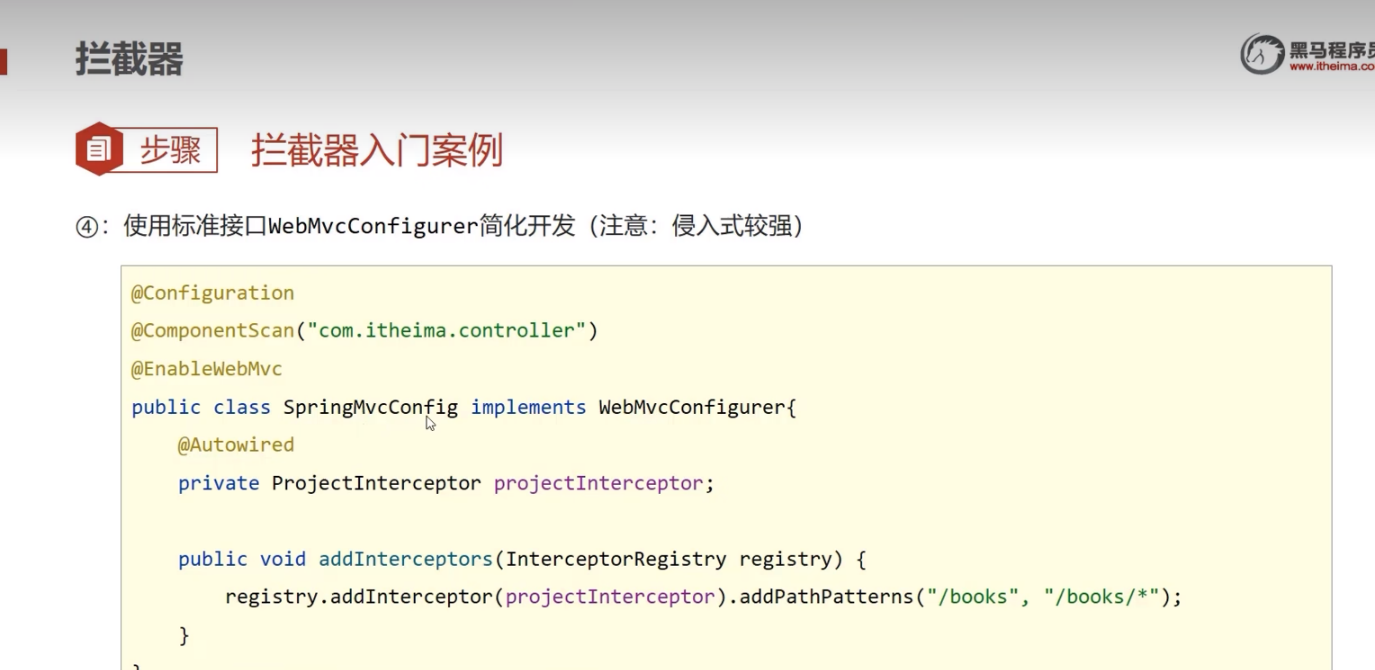 拦截器
黑马程序员
www.itheima.co
步骤
拦截器入门案例
④：使用标准接口WebMvcConfigurer简化开发（注意：侵入式较强）
@Configuration
@ComponentScan("com.itheima.controller")
@EnableWebMvc
public class SpringMvcConfig implements WebMvcConfigurer{
    @Autowired
    private ProjectInterceptor projectInterceptor;
    public void addInterceptors(InterceptorRegistry registry) {
        registry.addInterceptor(projectInterceptor).addPathPatterns("/books", "/books/*");
    }
}